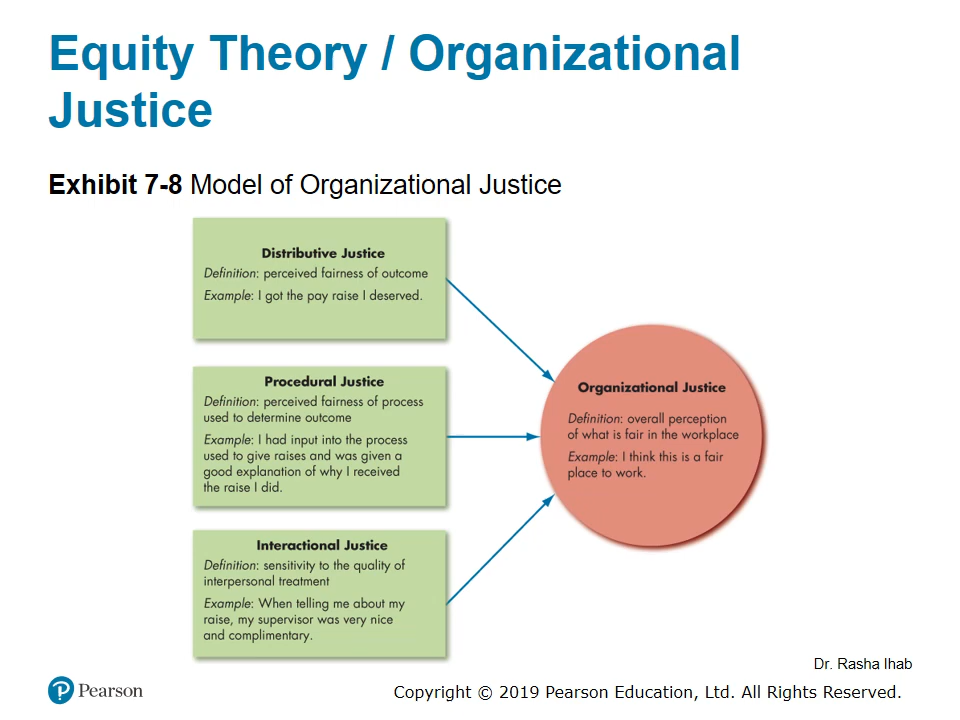 Equity Theory / Organizational
Justice
Exhibit 7-8 Model of Organizational Justice
Distributive Justice
Definition: perceived fairness of outcome
Example: I got the pay raise I deserved.
Procedural Justice
Definition: perceived fairness of process
used to determine outcome
Example: I had input into the process
used to give raises and was given a
good explanation of why I received
the raise I did.
Interactional Justice
Definition: sensitivity to the quality of
interpersonal treatment
Example: When telling me about my
raise, my supervisor was very nice
and complimentary.
Organizational Justice
Definition: overall perception
of what is fair in the workplace
Example: I think this is a fair
place to work.
Dr. Rasha Ihab
P Pearson
Copyright © 2019 Pearson Education, Ltd. All Rights Reserved.